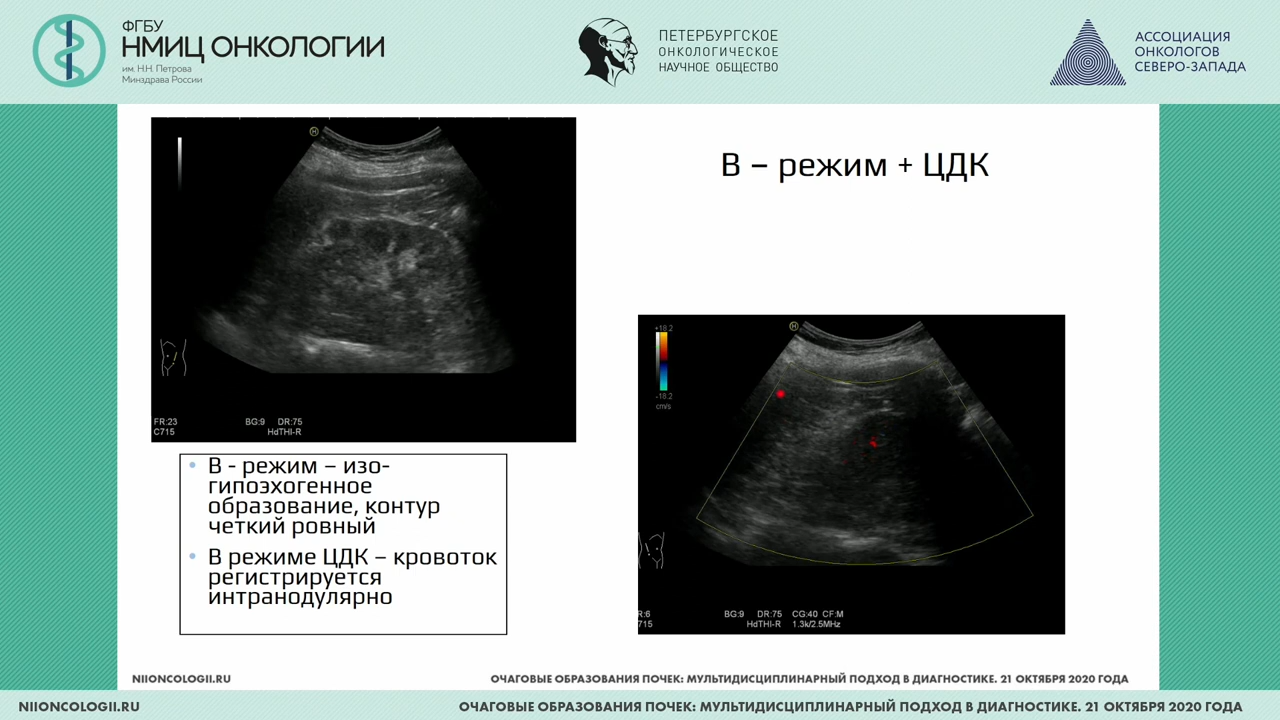 ФГБУ
НМИЦ ОНКОЛОГИИ
им. Н.Н. Петрова
Минздрава России
ПЕТЕРБУРГСКОЕ
ОНКОЛОГИЧЕСКОЕ
НАУЧНОЕ ОБЩЕСТВО
АССОЦИАЦИЯ
ОНКОЛОГОВ
СЕВЕРО-ЗАПАДА
H
FR:23 BG:9 DR:75
C715 HdTHI-R
В – режим + ЦДК
• В - режим – изо-
гипоэхогенное
образование, контур
четкий ровный
• В режиме ЦДК – кровоток
регистрируется
интранодулярно
H
+18.2
-18.2
cm/s
R:6 BG:9 DR:75 CG:40 CF:M
715 HdTHI-R 1.3k/2.5MHz
NIIONCOLOGII.RU ОЧАГОВЫЕ ОБРАЗОВАНИЯ ПОЧЕК: МУЛЬТИДИСЦИПЛИНАРНЫЙ ПОДХОД В ДИАГНОСТИКЕ. 21 ОКТЯБРЯ 2020 ГОДА
NIIONCOLOGII.RU ОЧАГОВЫЕ ОБРАЗОВАНИЯ ПОЧЕК: МУЛЬТИДИСЦИПЛИНАРНЫЙ ПОДХОД В ДИАГНОСТИКЕ. 21 ОКТЯБРЯ 2020 ГОДА